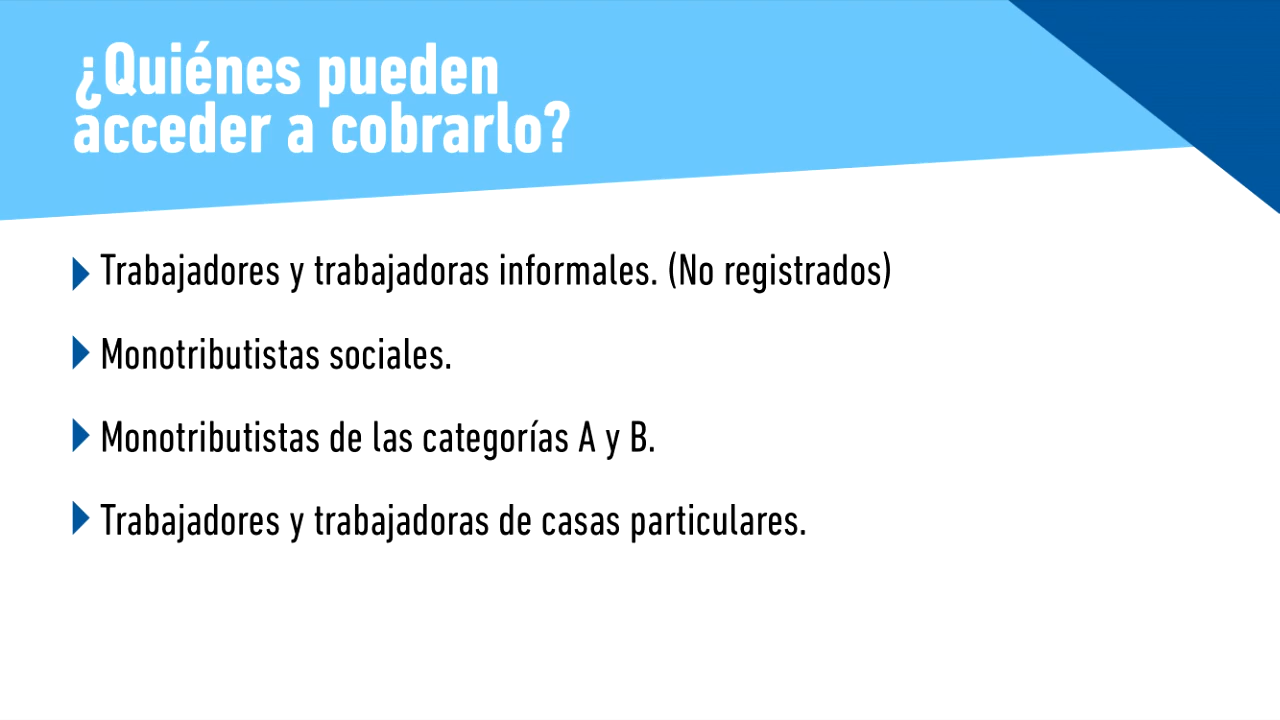 ¿Quiénes pueden
acceder a cobrarlo?
Trabajadores y trabajadoras informales. (No registrados)
Monotributistas sociales.
Monotributistas de las categorías A y B.
Trabajadores y trabajadoras de casas particulares.